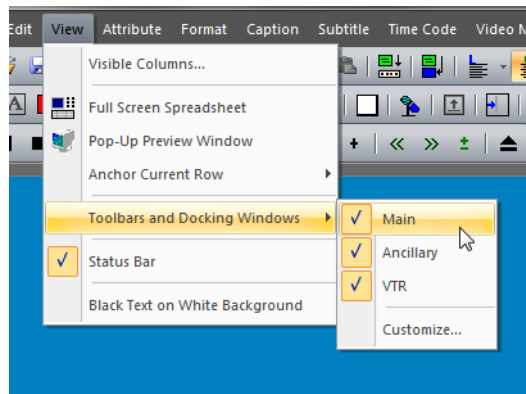 Edit View Attribute Format Caption Subtitle Time Code Video
Visible Columns...
Full Screen Spreadsheet
Pop-Up Preview Window
Anchor Current Row
Toolbars and Docking Windows
Main
Ancillary
Status Bar
VTR
Black Text on White Background
Customize...